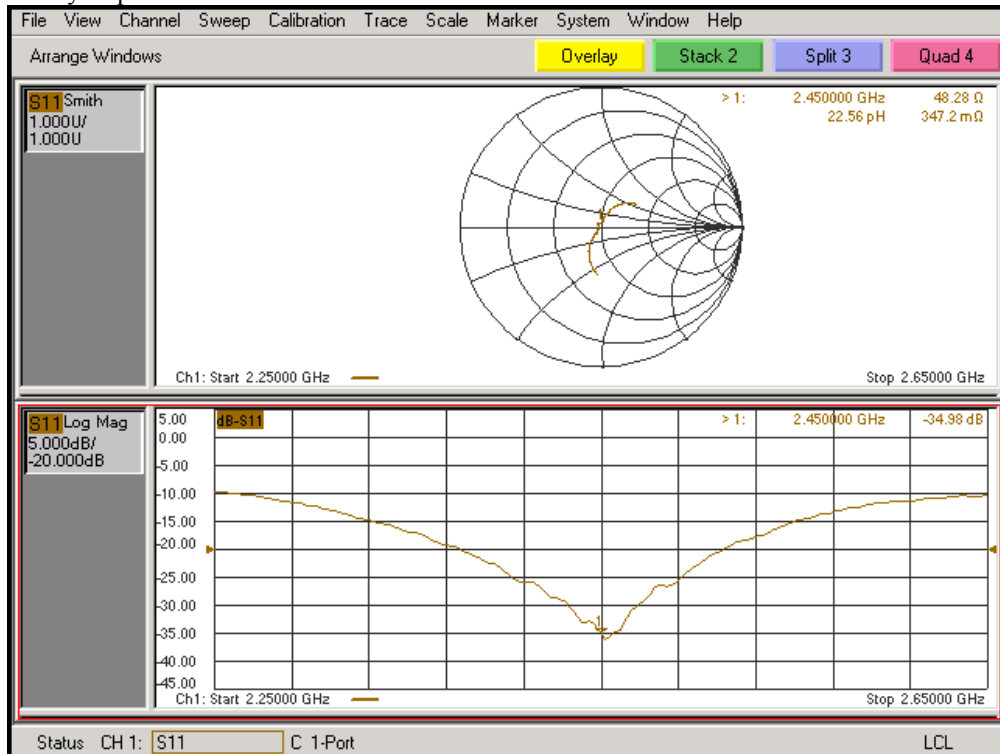 File View Channel Sweep Calibration Trace Scale Marker System Window Help
Arrange Windows Overlay Stack 2 Split 3 Quad 4
S11 Smith
1.000U/
1.000U
> 1: 2.450000 GHz 48.28 Ω
22.56 pH 347.2 mΩ
Ch1: Start 2.25000 GHz Stop 2.65000 GHz
S11 Log Mag
5.000dB/
-20.000dB
dB-S11
> 1: 2.450000 GHz -34.98 dB
5.00
0.00
-5.00
-10.00
-15.00
-20.00
-25.00
-30.00
-35.00
-40.00
-45.00
1
Ch1: Start 2.25000 GHz Stop 2.65000 GHz
Status CH 1: S11 C 1-Port LCL